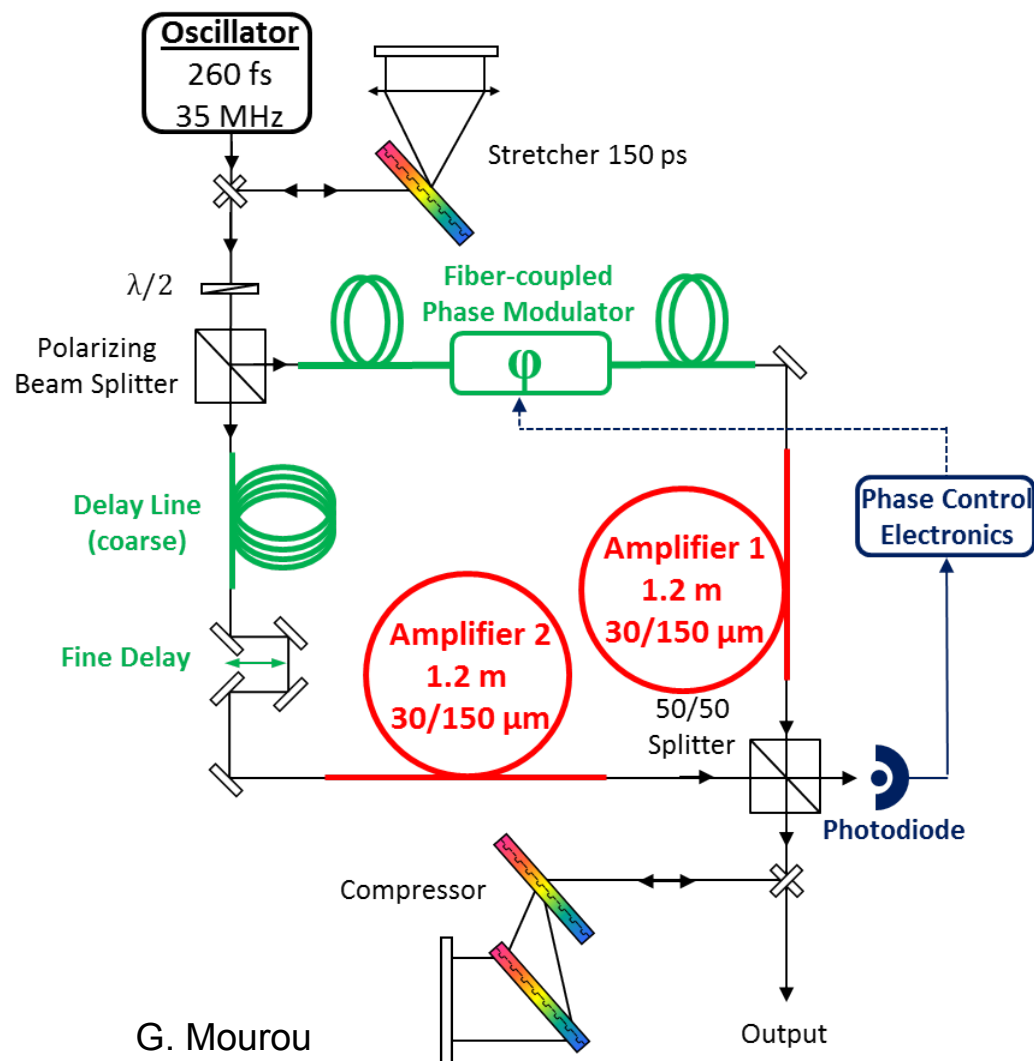 Oscillator
260 fs
35 MHz
Stretcher 150 ps
λ/2
Fiber-coupled
Phase Modulator
φ
Polarizing
Beam Splitter
Delay Line
(coarse)
Phase Control
Electronics
Amplifier 1
1.2 m
30/150 μm
Fine Delay
Amplifier 2
1.2 m
30/150 μm
50/50
Splitter
Photodiode
Compressor
G. Mourou
Output